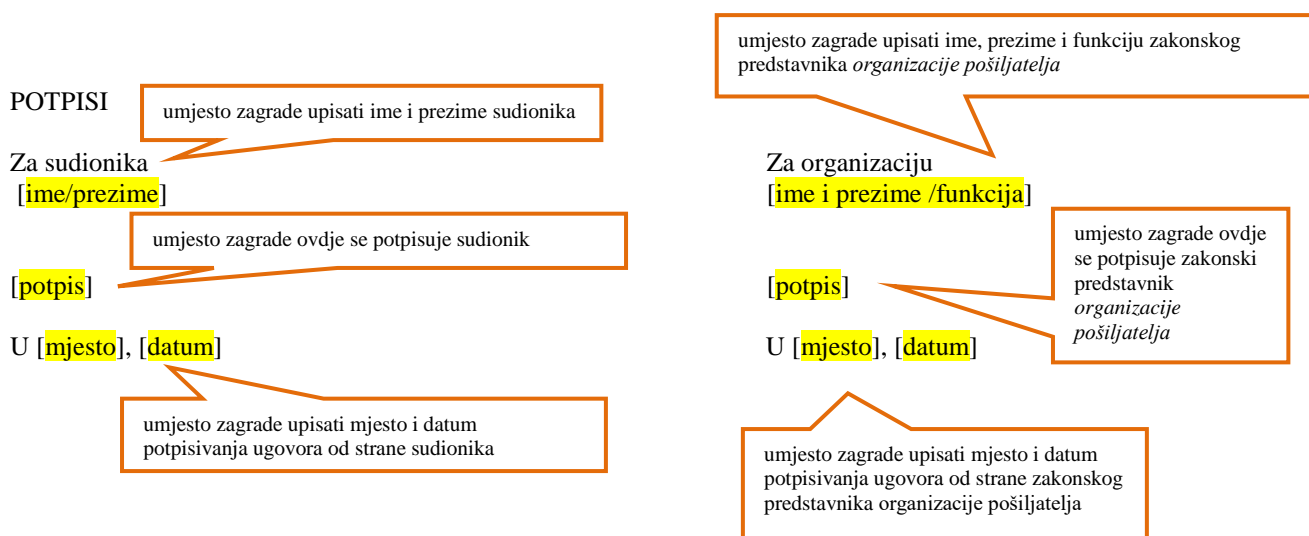 POTPISI
umjesto zagrade upisati ime i prezime sudionika
Za sudionika
[ime/prezime]
umjesto zagrade ovdje se potpisuje sudionik
[potpis]
U [mjesto], [datum]
umjesto zagrade upisati mjesto i datum
potpisivanja ugovora od strane sudionika
umjesto zagrade upisati ime, prezime i funkciju zakonskog
predstavnika organizacije pošiljatelja
Za organizaciju
[ime i prezime /funkcija]
umjesto zagrade ovdje
se potpisuje zakonski
predstavnik
organizacije
pošiljatelja
[potpis]
U [mjesto], [datum]
umjesto zagrade upisati mjesto i datum
potpisivanja ugovora od strane zakonskog
predstavnika organizacije pošiljatelja